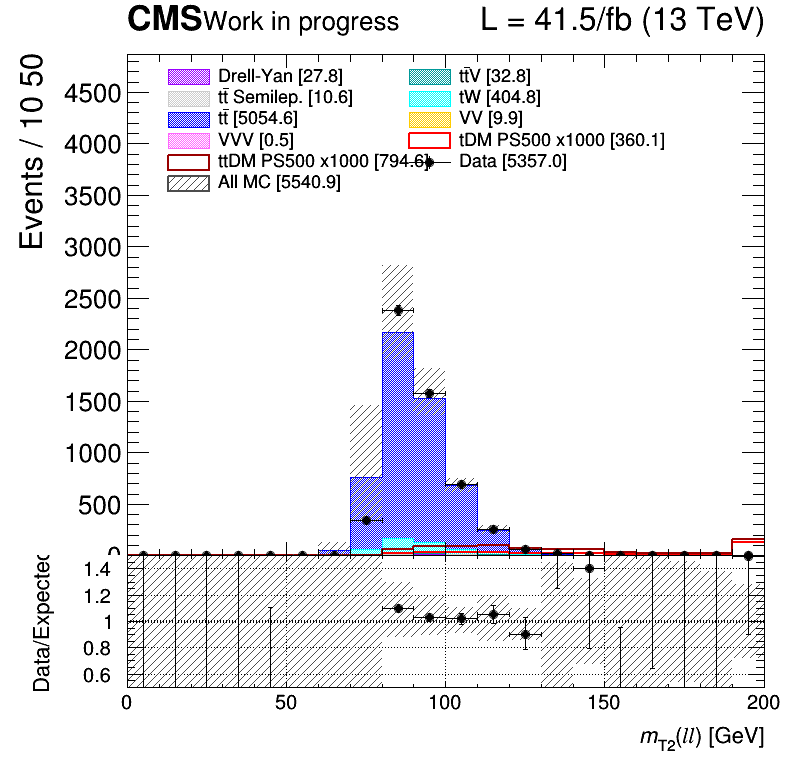 CMS Work in progress L = 41.5/fb (13 TeV)
Events / 10 50
Drell-Yan [27.8] tt̄V [32.8]
tt̄ Semilep. [10.6] tW [404.8]
tt̄ [5054.6] VV [9.9]
VVV [0.5] tDM PS500 x1000 [360.1]
ttDM PS500 x1000 [794.6] Data [5357.0]
All MC [5540.9]
4500
4000
3500
3000
2500
2000
1500
1000
500
0
Data/Expected
1.4
1.2
1
0.8
0.6
0 50 100 150 200
m_T2(ll) [GeV]